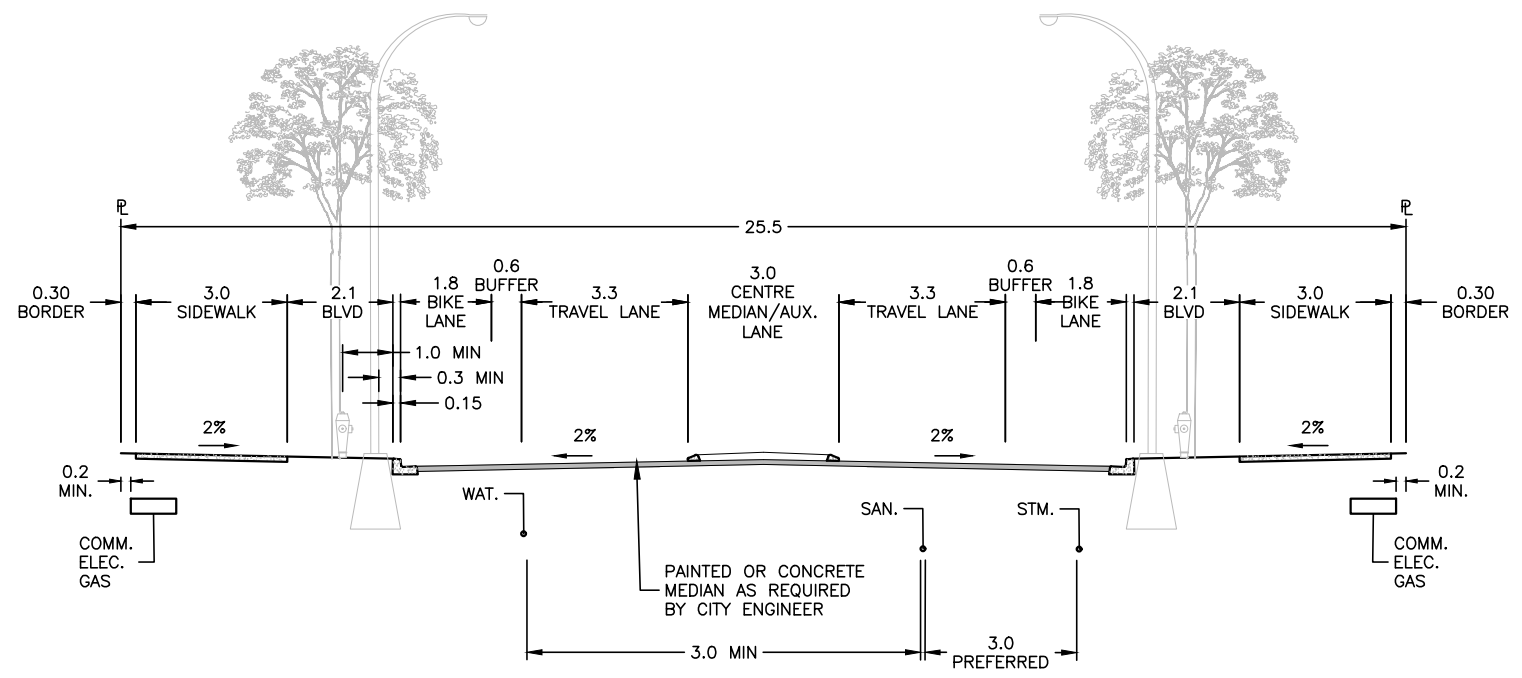 ℄
℄
25.5
0.30
BORDER
3.0
SIDEWALK
2.1
BLVD
1.8
BIKE
LANE
0.6
BUFFER
3.3
TRAVEL LANE
3.0
CENTRE
MEDIAN/AUX.
LANE
3.3
TRAVEL LANE
0.6
BUFFER
1.8
BIKE
LANE
2.1
BLVD
3.0
SIDEWALK
0.30
BORDER
1.0 MIN
0.3 MIN
0.15
2%
2%
2%
2%
0.2
MIN.
0.2
MIN.
WAT.
SAN.
STM.
COMM.
ELEC.
GAS
PAINTED OR CONCRETE
MEDIAN AS REQUIRED
BY CITY ENGINEER
COMM.
ELEC.
GAS
3.0 MIN
3.0
PREFERRED